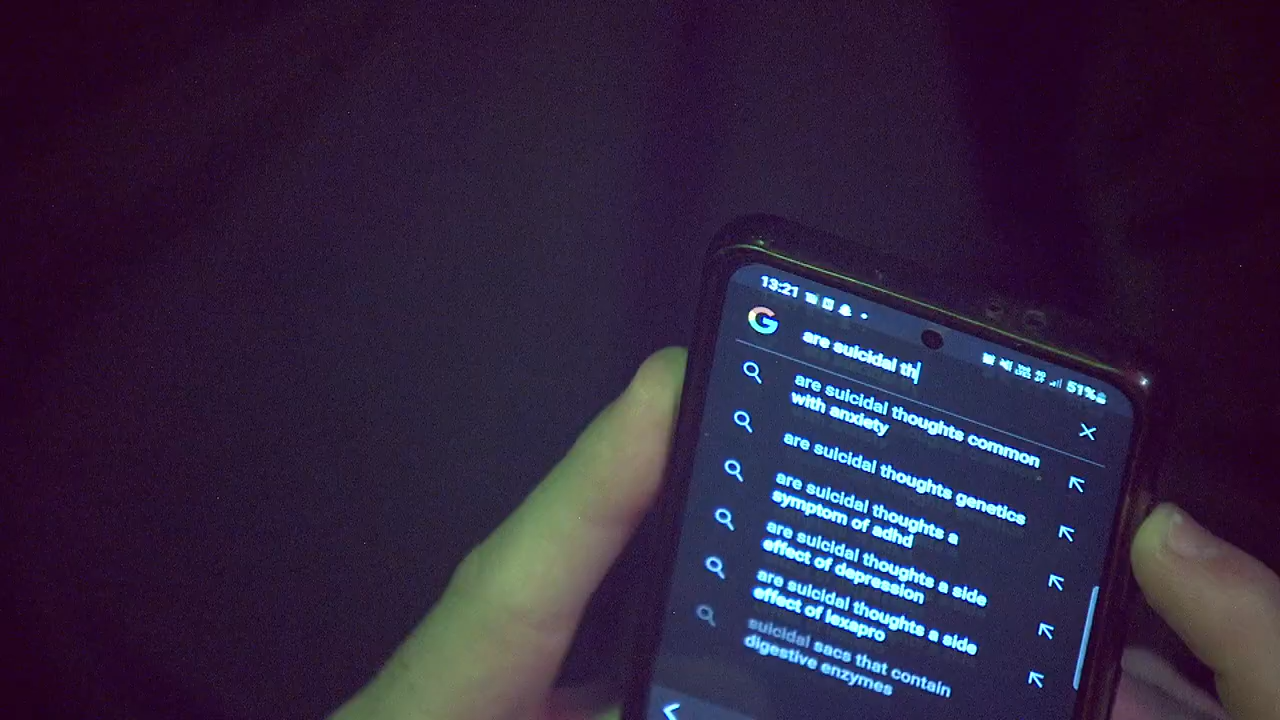 13:21
51%
G
are suicidal th
are suicidal thoughts common
with anxiety
are suicidal thoughts genetics
are suicidal thoughts a
symptom of adhd
are suicidal thoughts a side
effect of depression
are suicidal thoughts a side
effect of lexapro
suicidal sacs that contain
digestive enzymes